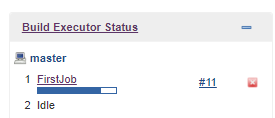 Build Executor Status
master
1 FirstJob #11
2 Idle